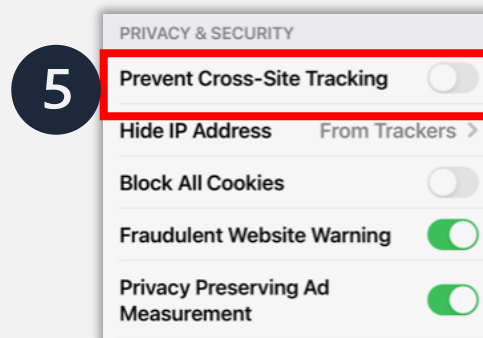 PRIVACY & SECURITY
5
Prevent Cross-Site Tracking
Hide IP Address From Trackers >
Block All Cookies
Fraudulent Website Warning
Privacy Preserving Ad
Measurement